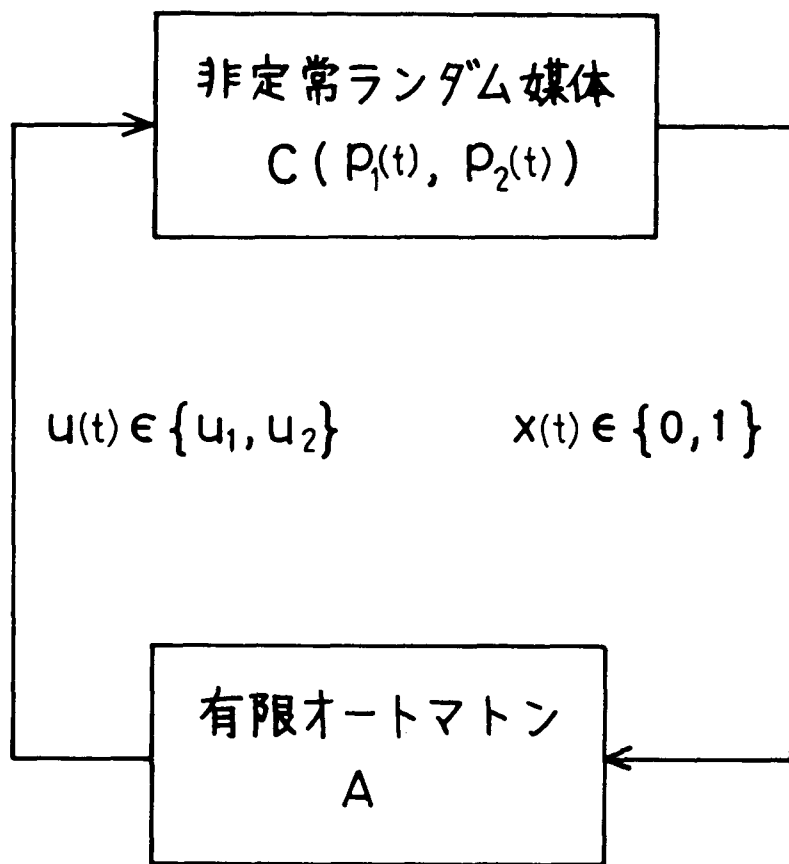 非定常ランダム媒体
C ( p₁(t), p₂(t) )
u(t) ∈ {u₁, u₂}
x(t) ∈ {0, 1}
有限オートマトン
A